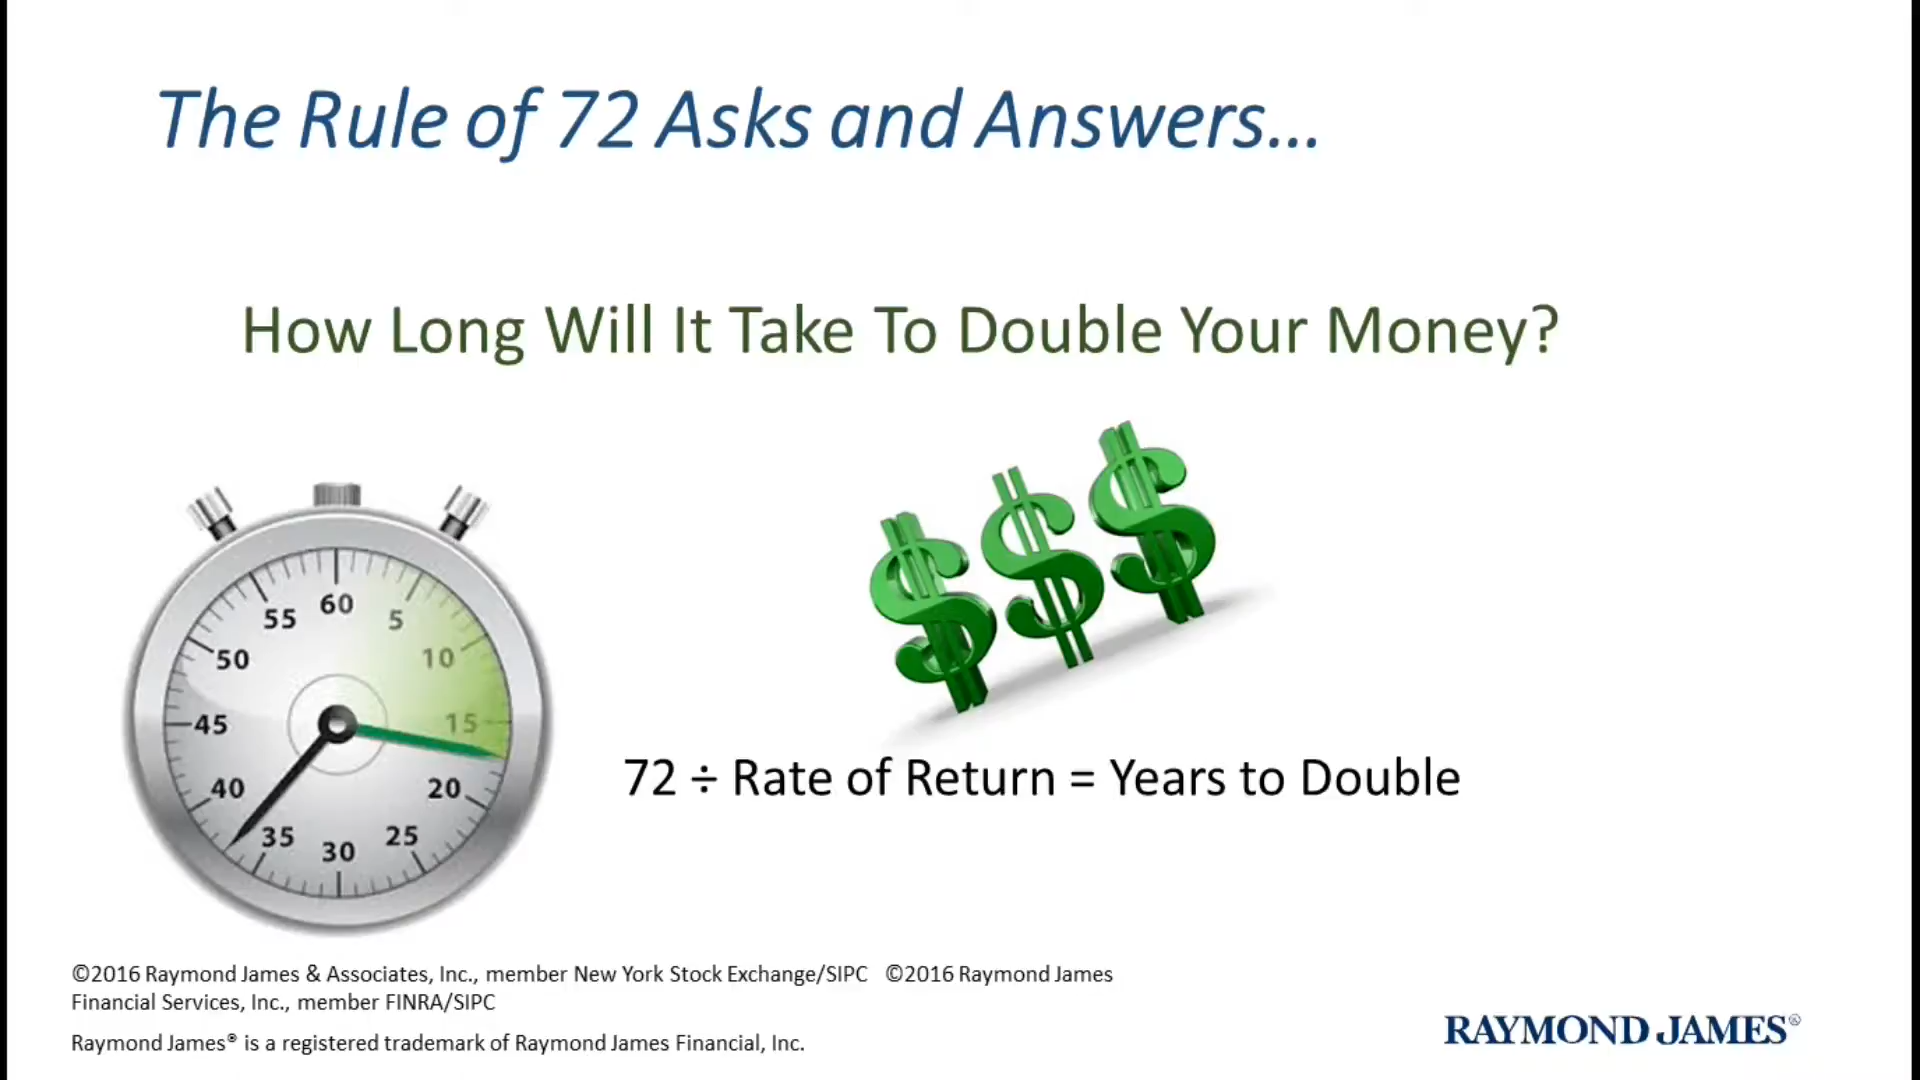 The Rule of 72 Asks and Answers...
How Long Will It Take To Double Your Money?
60
5
10
15
20
25
30
35
40
45
50
55
72 ÷ Rate of Return = Years to Double
©2016 Raymond James & Associates, Inc., member New York Stock Exchange/SIPC ©2016 Raymond James
Financial Services, Inc., member FINRA/SIPC
Raymond James® is a registered trademark of Raymond James Financial, Inc.
RAYMOND JAMES®